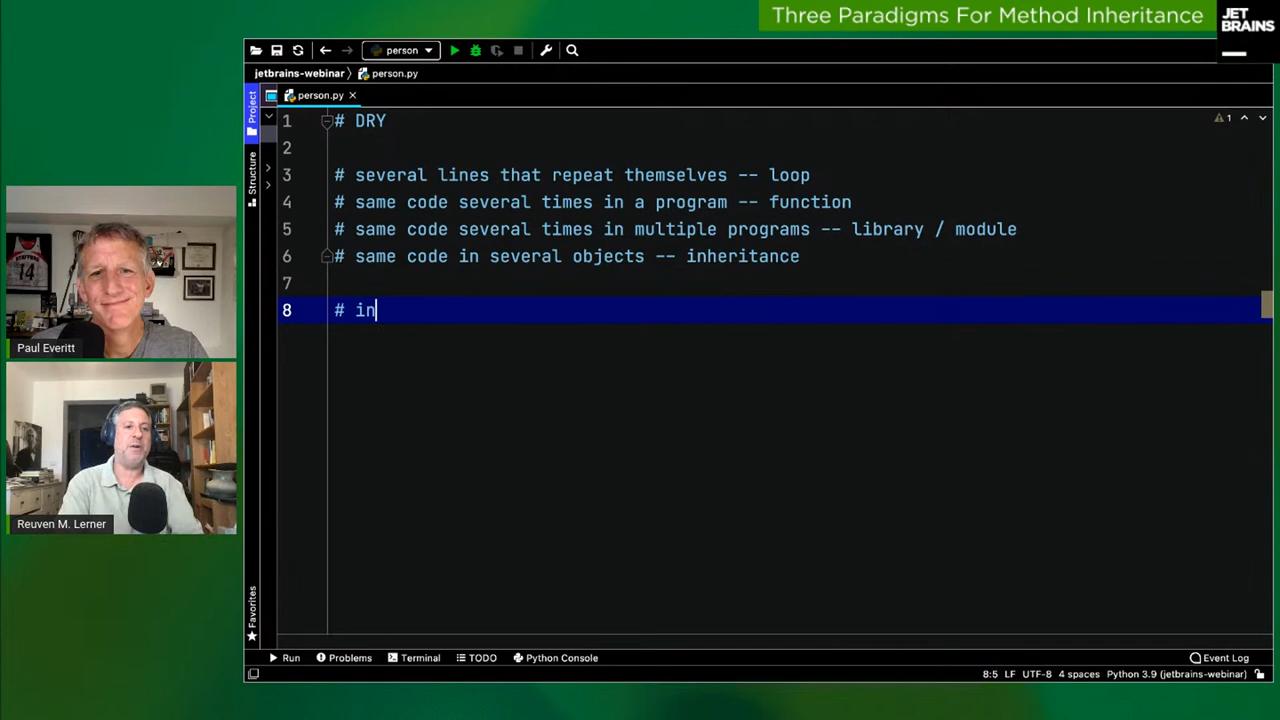 Three Paradigms For Method Inheritance
JET
BRAINS
person
jetbrains-webinar
person.py
person.py
Project
Structure
Favorites
1
1 # DRY
2
3 # several lines that repeat themselves -- loop
4 # same code several times in a program -- function
5 # same code several times in multiple programs -- library / module
6 # same code in several objects -- inheritance
7
8 # in
Paul Everitt
Reuven M. Lerner
Run
Problems
Terminal
TODO
Python Console
Event Log
8:5 LF UTF-8 4 spaces Python 3.9 (jetbrains-webinar)